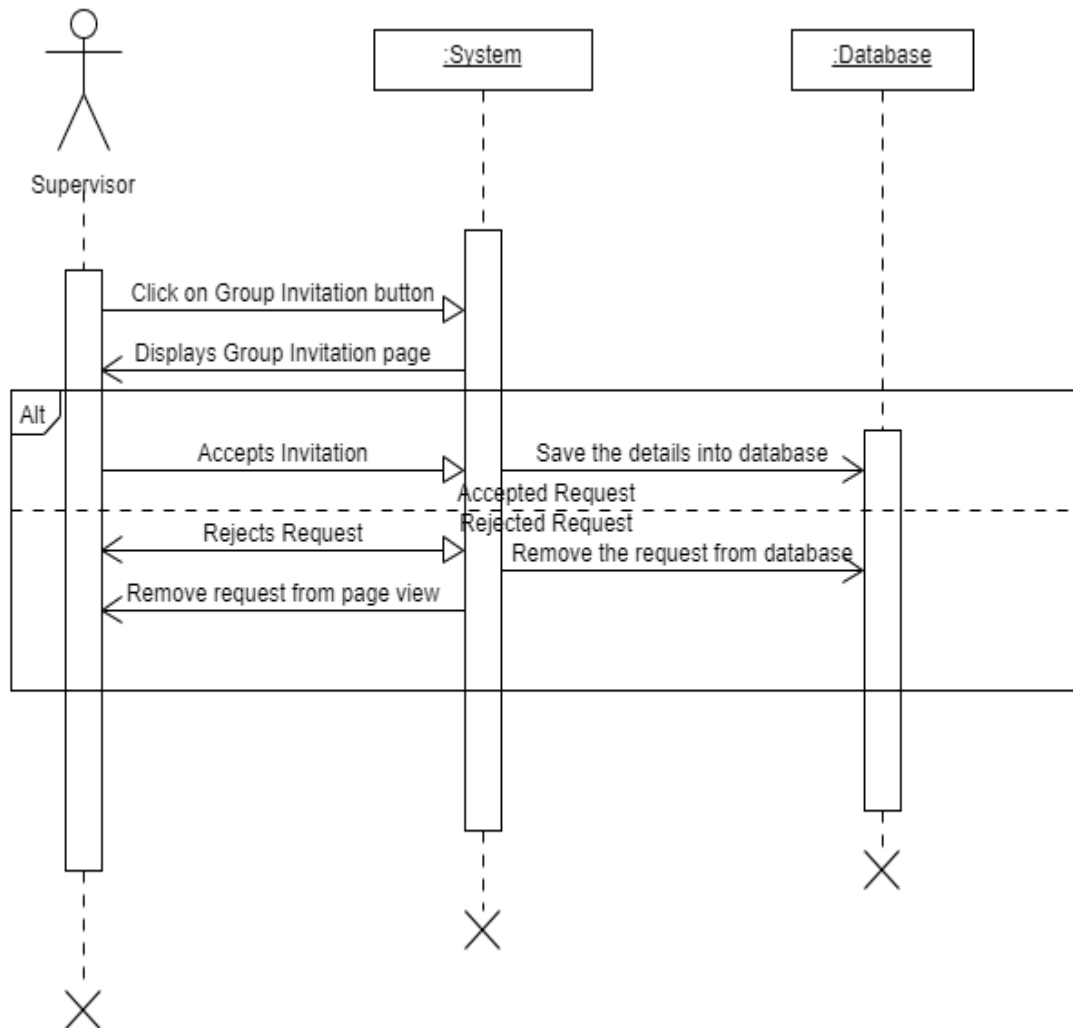 :System
:Database
Supervisor
Click on Group Invitation button
Displays Group Invitation page
Alt
Accepts Invitation
Save the details into database
Accepted Request
Rejected Request
Rejects Request
Remove the request from database
Remove request from page view